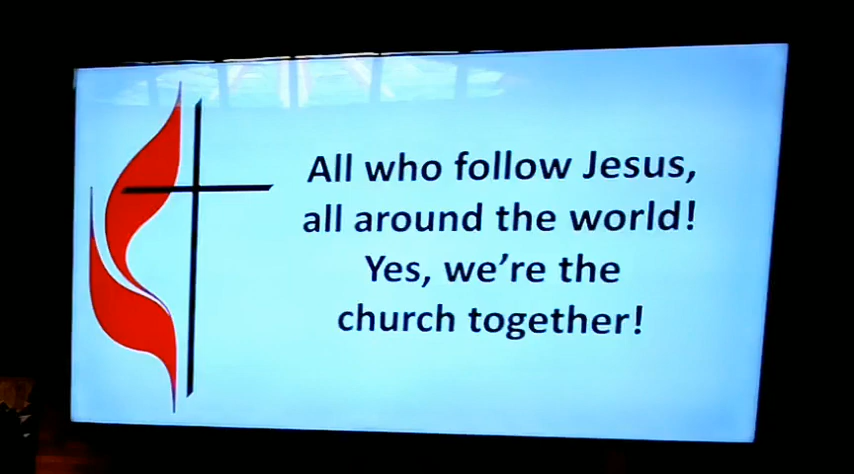 All who follow Jesus,
all around the world!
Yes, we’re the
church together!